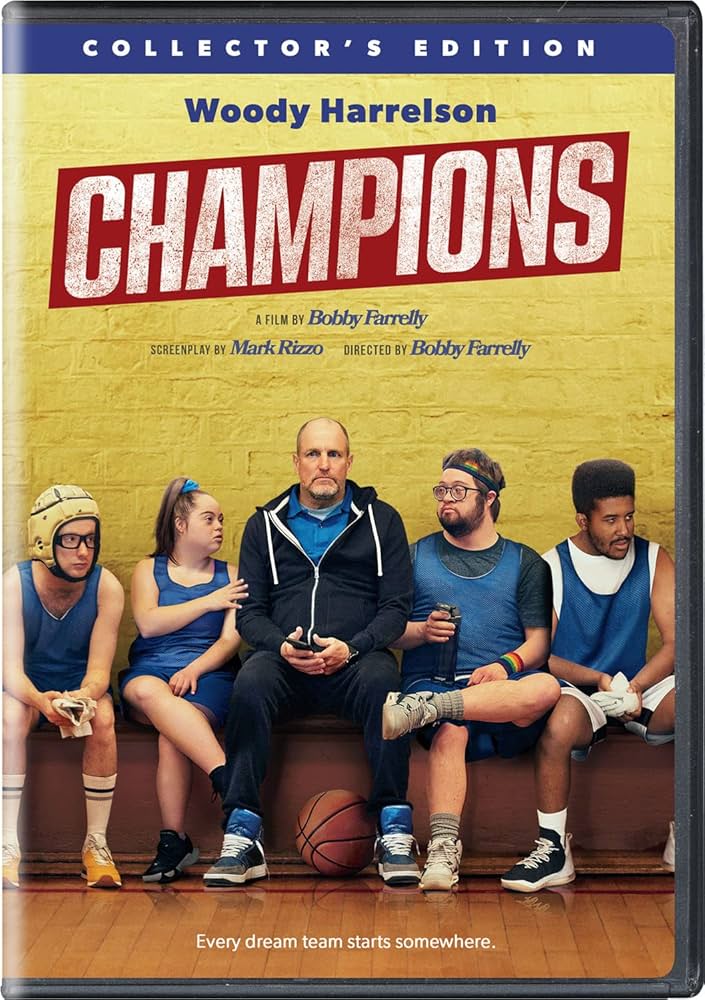 COLLECTOR'S EDITION
Woody Harrelson
CHAMPIONS
A FILM BY Bobby Farrelly
SCREENPLAY BY Mark Rizzo DIRECTED BY Bobby Farrelly
Every dream team starts somewhere.